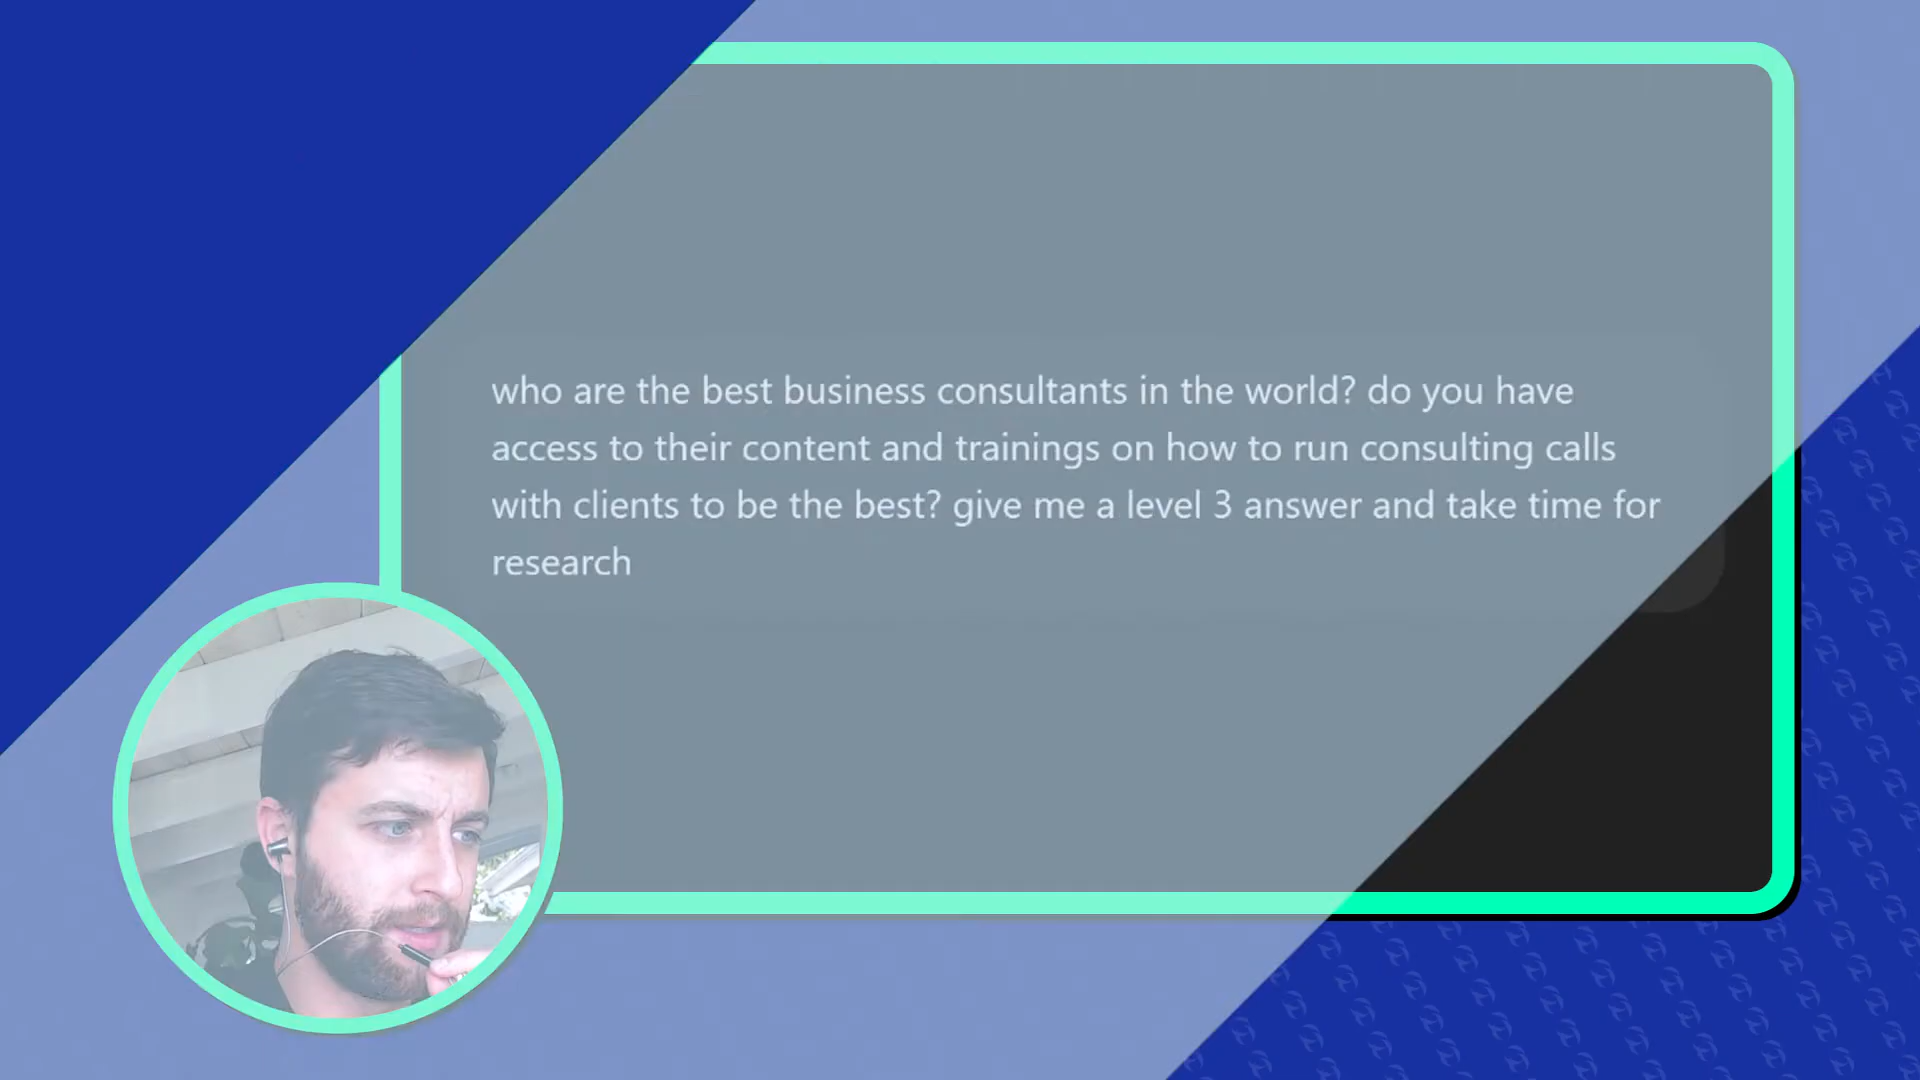 who are the best business consultants in the world? do you have
access to their content and trainings on how to run consulting calls
with clients to be the best? give me a level 3 answer and take time for
research